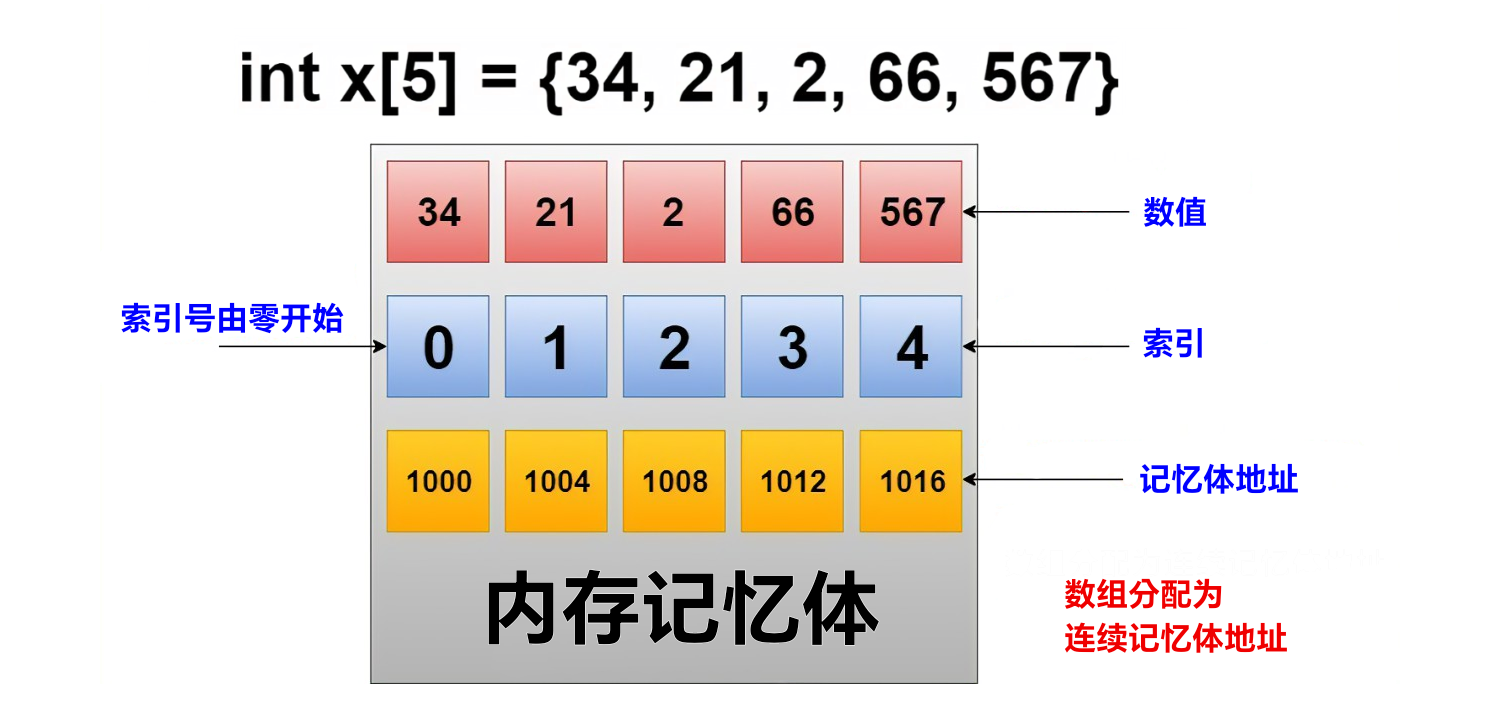 int x[5] = {34, 21, 2, 66, 567}
34 21 2 66 567
数值
索引号由零开始
0 1 2 3 4
索引
1000 1004 1008 1012 1016
记忆体地址
内存记忆体
数组分配为
连续记忆体地址